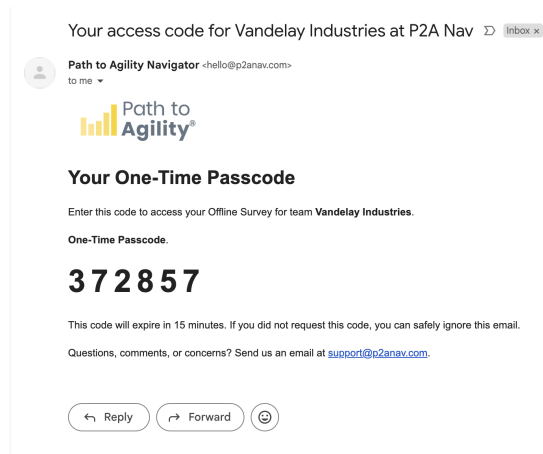 Your access code for Vandelay Industries at P2A Nav Inbox ×
Path to Agility Navigator <hello@p2anav.com>
to me
Path to
Agility®
Your One-Time Passcode
Enter this code to access your Offline Survey for team Vandelay Industries.
One-Time Passcode.
372857
This code will expire in 15 minutes. If you did not request this code, you can safely ignore this email.
Questions, comments, or concerns? Send us an email at support@p2anav.com.
Reply Forward